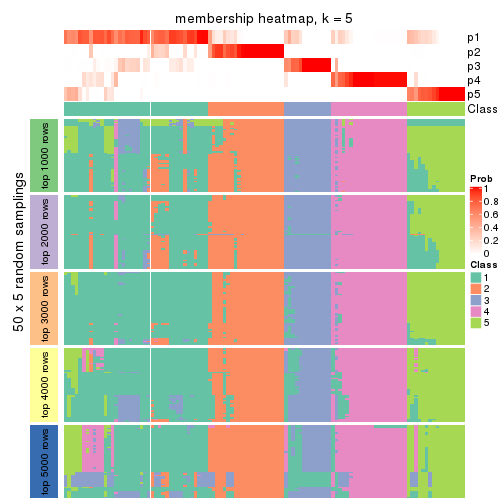 membership heatmap, k = 5
p1
p2
p3
p4
p5
Class
50 x 5 random samplings
top 1000 rows
top 2000 rows
top 3000 rows
top 4000 rows
top 5000 rows
Prob
1
0.8
0.6
0.4
0.2
0
Class
1
2
3
4
5